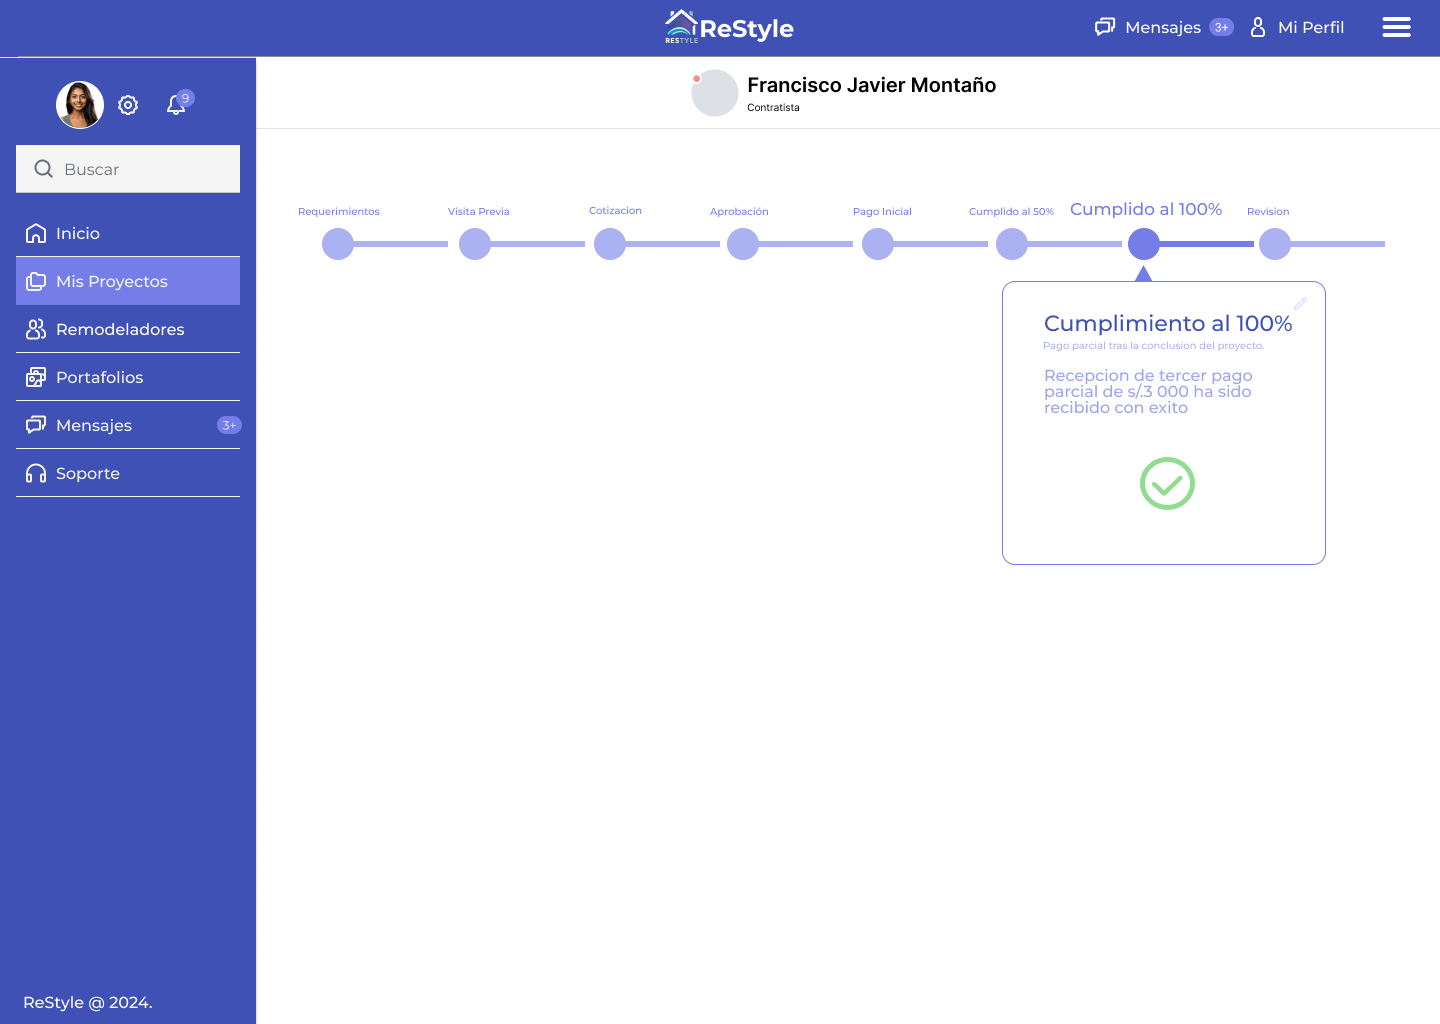 RESTYLE
ReStyle
Mensajes 3+
Mi Perfil
9
Buscar
Inicio
Mis Proyectos
Remodeladores
Portafolios
Mensajes 3+
Soporte
ReStyle @ 2024.
Francisco Javier Montaño
Contratista
Requerimientos
Visita Previa
Cotizacion
Aprobación
Pago Inicial
Cumplido al 50%
Cumplido al 100%
Revision
Cumplimiento al 100%
Pago parcial tras la conclusion del proyecto.
Recepcion de tercer pago
parcial de s/.3 000 ha sido
recibido con exito